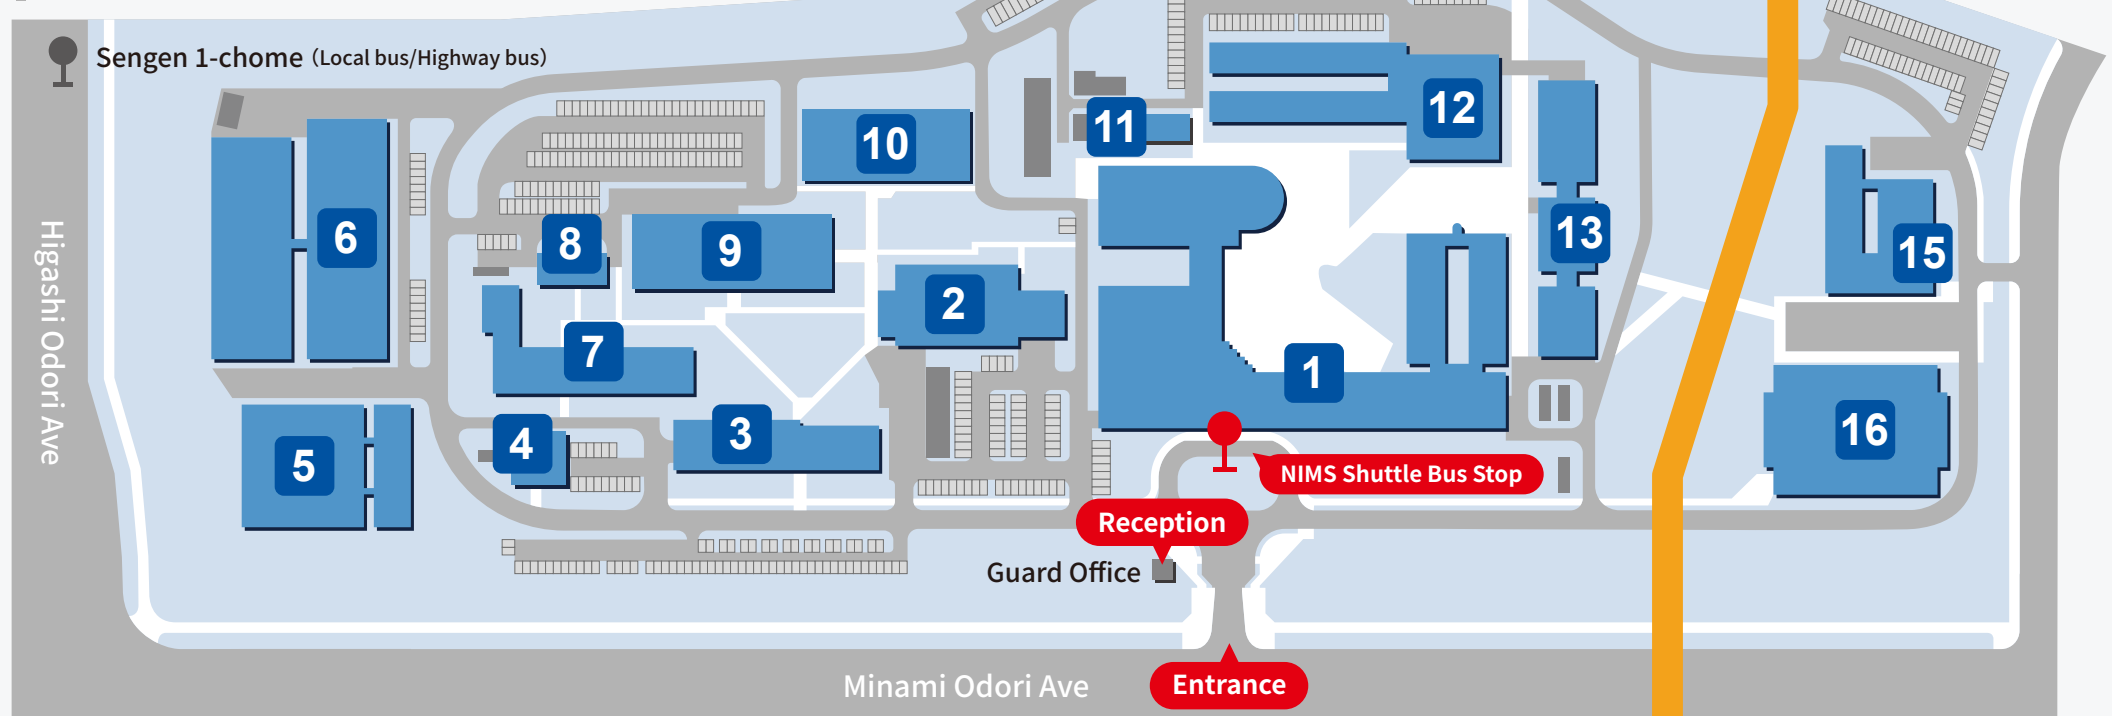 Sengen 1-chome (Local bus/Highway bus)
Higashi Odori Ave
6
8
9
10
11
12
13
15
7
2
1
5
4
3
16
NIMS Shuttle Bus Stop
Reception
Guard Office
Minami Odori Ave
Entrance